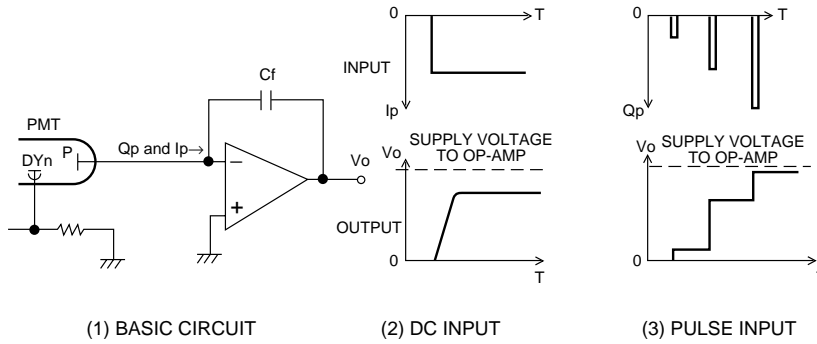 PMT
DYn
P
Qp and Ip→
Cf
Vo
0
T
INPUT
Ip
Vo
SUPPLY VOLTAGE
TO OP-AMP
OUTPUT
0
T
0
T
Qp
Vo
SUPPLY VOLTAGE
TO OP-AMP
0
(1) BASIC CIRCUIT
(2) DC INPUT
(3) PULSE INPUT